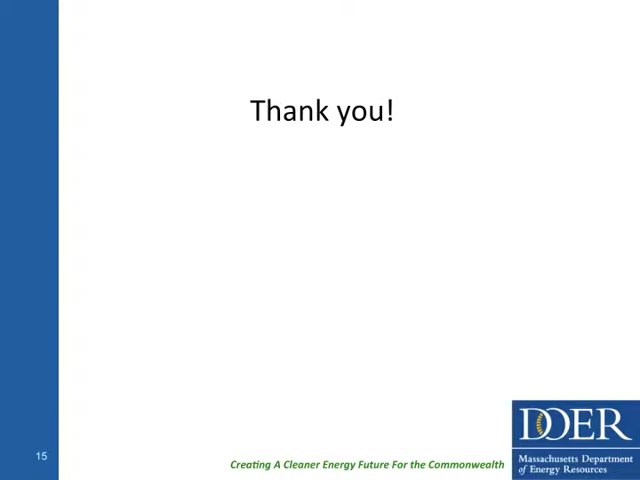 Thank you!
DOER
Massachusetts Department
of Energy Resources
15
Creating A Cleaner Energy Future For the Commonwealth